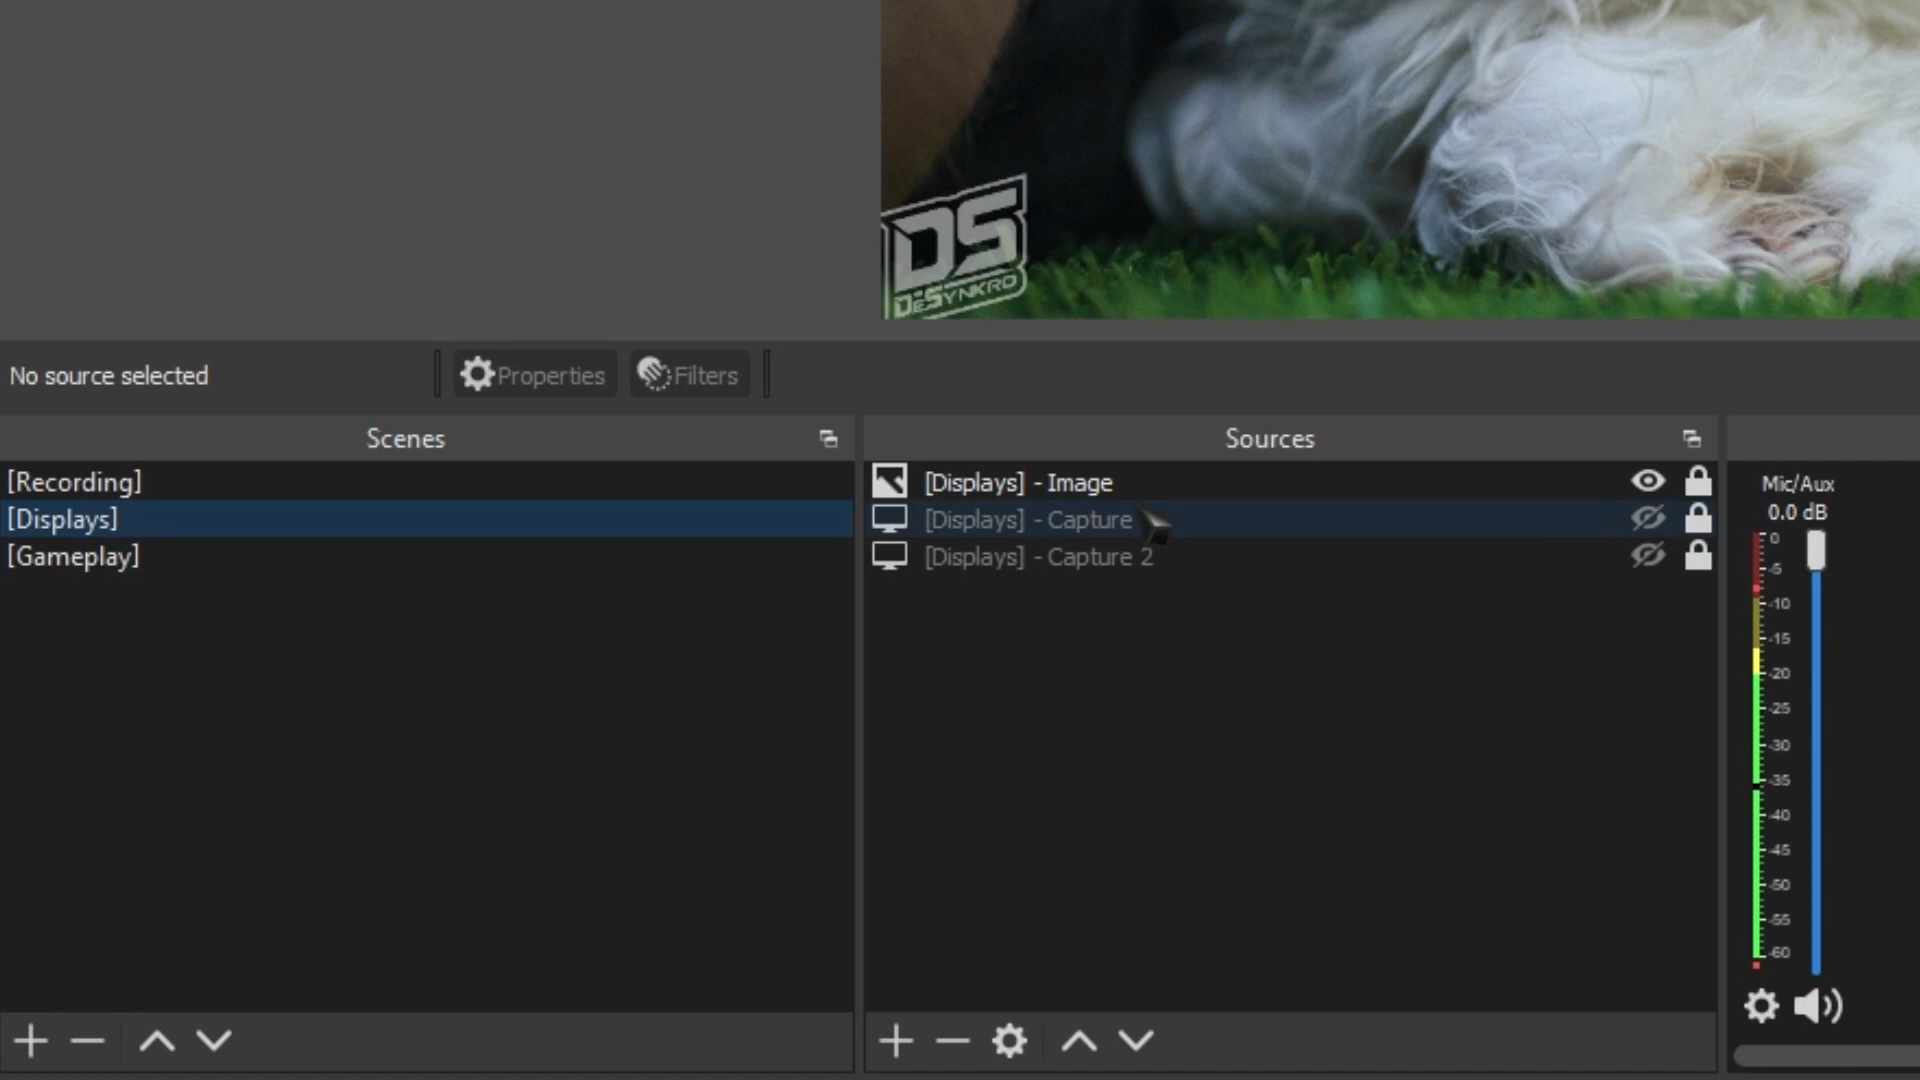 DS
DeSYNKRD
No source selected
Properties
Filters
Scenes
Sources
[Recording]
[Displays]
[Gameplay]
[Displays] - Image
[Displays] - Capture
[Displays] - Capture 2
Mic/Aux
0.0 dB
0
-5
-10
-15
-20
-25
-30
-35
-40
-45
-50
-55
-60